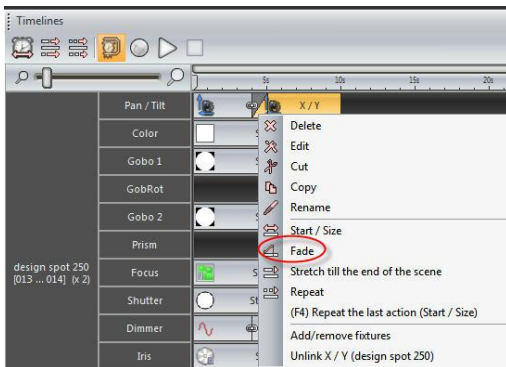 Timelines
5s 10s 15s 20s
Pan / Tilt X / Y
Color
Gobo 1
GobRot
Gobo 2
Prism
design spot 250
[013 ... 014] (x 2)
Focus S
Shutter St
Dimmer
Iris
Delete
Edit
Cut
Copy
Rename
Start / Size
Fade
Stretch till the end of the scene
Repeat
(F4) Repeat the last action (Start / Size)
Add/remove fixtures
Unlink X / Y (design spot 250)